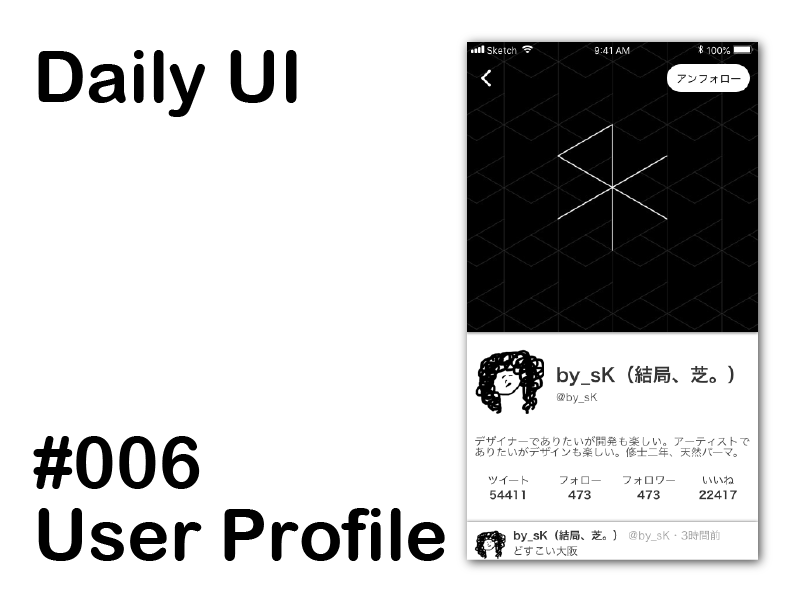 Daily UI
#006
User Profile
Sketch 9:41 AM 100%
アンフォロー
by_sK（結局、芝。）
@by_sK
デザイナーでありたいが開発も楽しい。アーティストで
ありたいがデザインも楽しい。修士二年、天然パーマ。
ツイート フォロー フォロワー いいね
54411 473 473 22417
by_sK（結局、芝。） @by_sK・3時間前
どすこい大阪